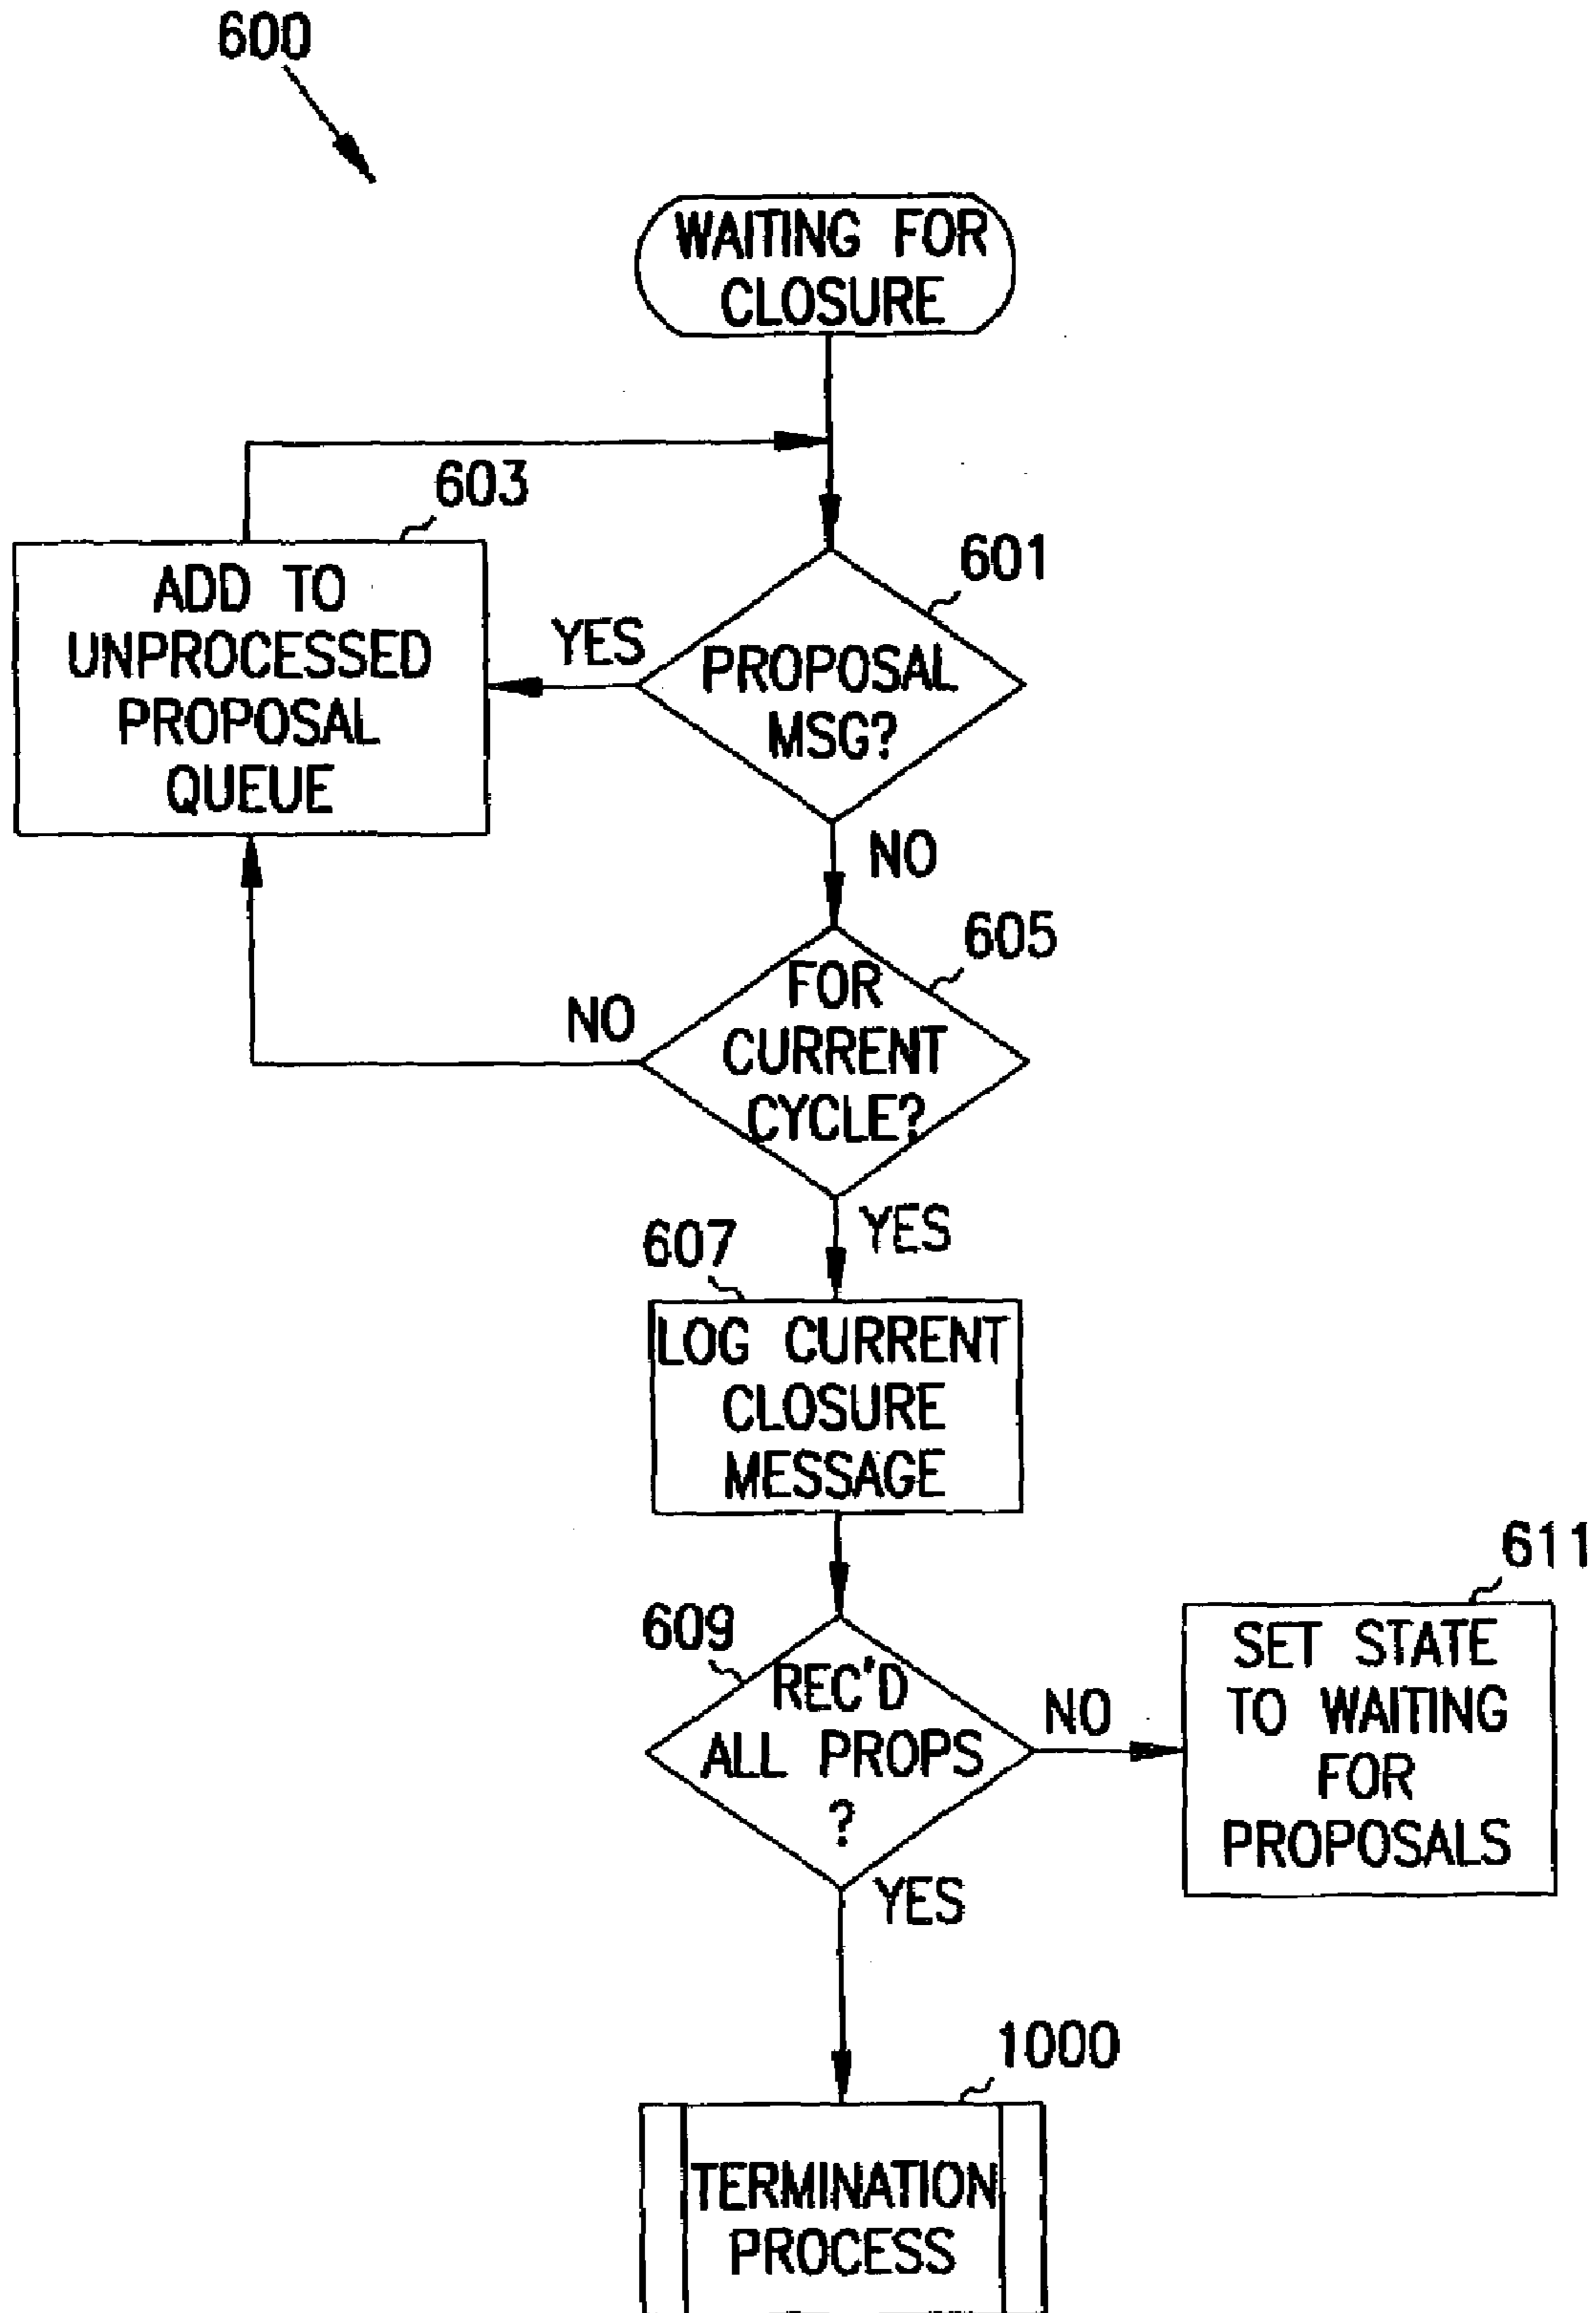 600
WAITING FOR
CLOSURE
603
ADD TO
UNPROCESSED
PROPOSAL
QUEUE
601
YES
PROPOSAL
MSG?
NO
605
FOR
CURRENT
CYCLE?
NO
YES
607
LOG CURRENT
CLOSURE
MESSAGE
609
REC'D
ALL PROPS
?
NO
611
SET STATE
TO WAITING
FOR
PROPOSALS
YES
1000
TERMINATION
PROCESS